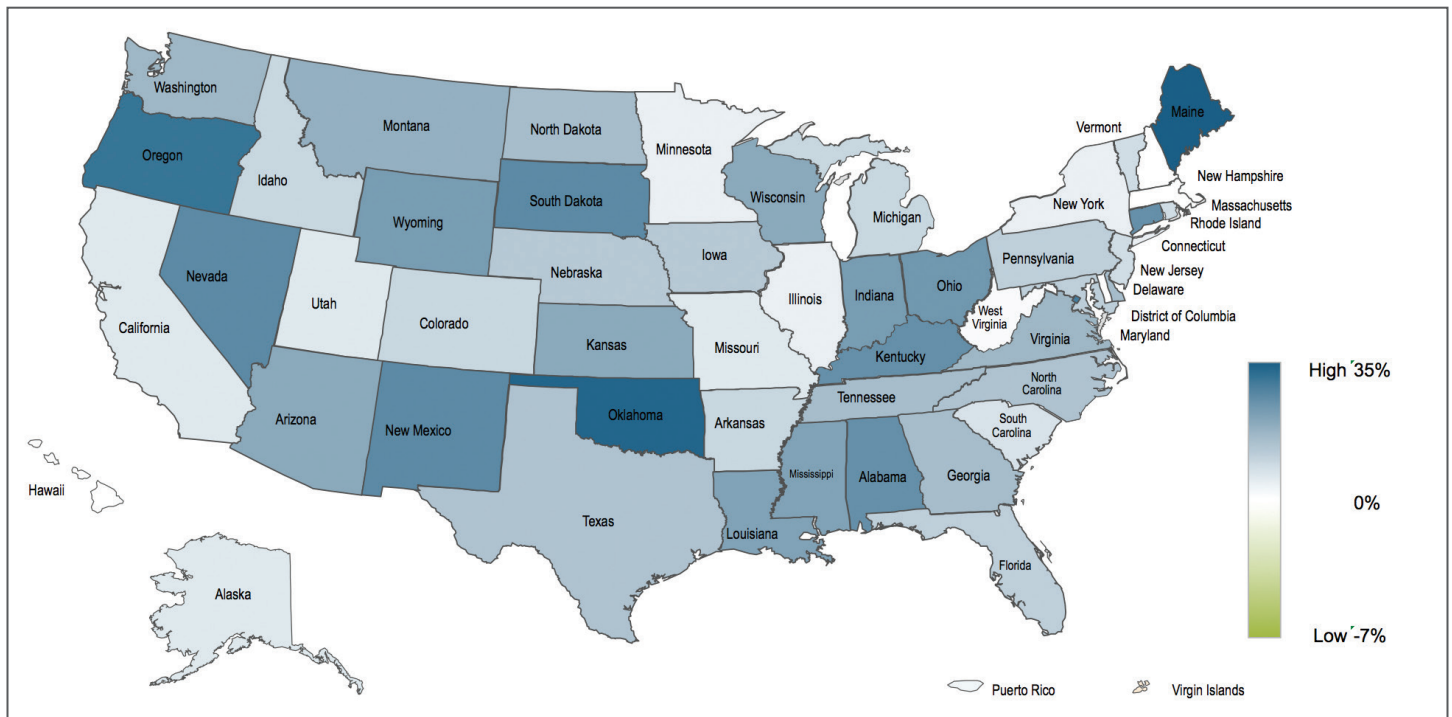 Washington
Montana
North Dakota
Minnesota
Vermont
Maine
Oregon
Idaho
Wyoming
South Dakota
Wisconsin
Michigan
New York
New Hampshire
Massachusetts
Rhode Island
Connecticut
Nevada
Utah
Colorado
Nebraska
Iowa
Illinois
Indiana
Ohio
Pennsylvania
New Jersey
Delaware
District of Columbia
Maryland
California
Kansas
Missouri
Kentucky
West
Virginia
Virginia
Arizona
New Mexico
Oklahoma
Arkansas
Tennessee
North
Carolina
South
Carolina
Texas
Louisiana
Mississippi
Alabama
Georgia
Florida
Hawaii
Alaska
Puerto Rico
Virgin Islands
High 35%
0%
Low -7%